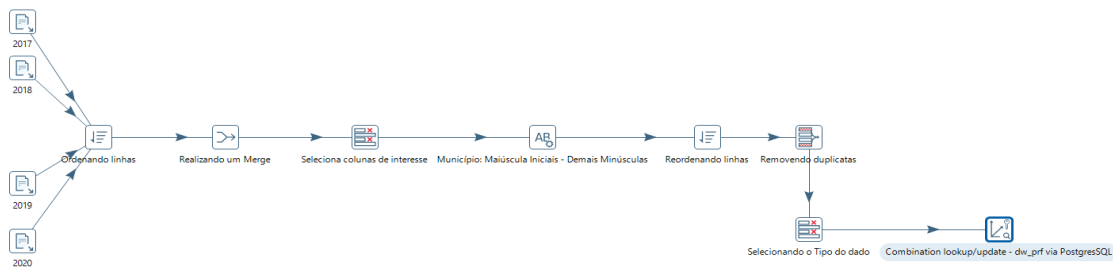 2017
2018
Ordenando linhas
Realizando um Merge
Seleciona colunas de interesse
Município: Maiúscula Iniciais - Demais Minúsculas
Reordenando linhas
Removendo duplicatas
2019
2020
Selecionando o Tipo do dado
Combination lookup/update - dw_prf via PostgresSQL